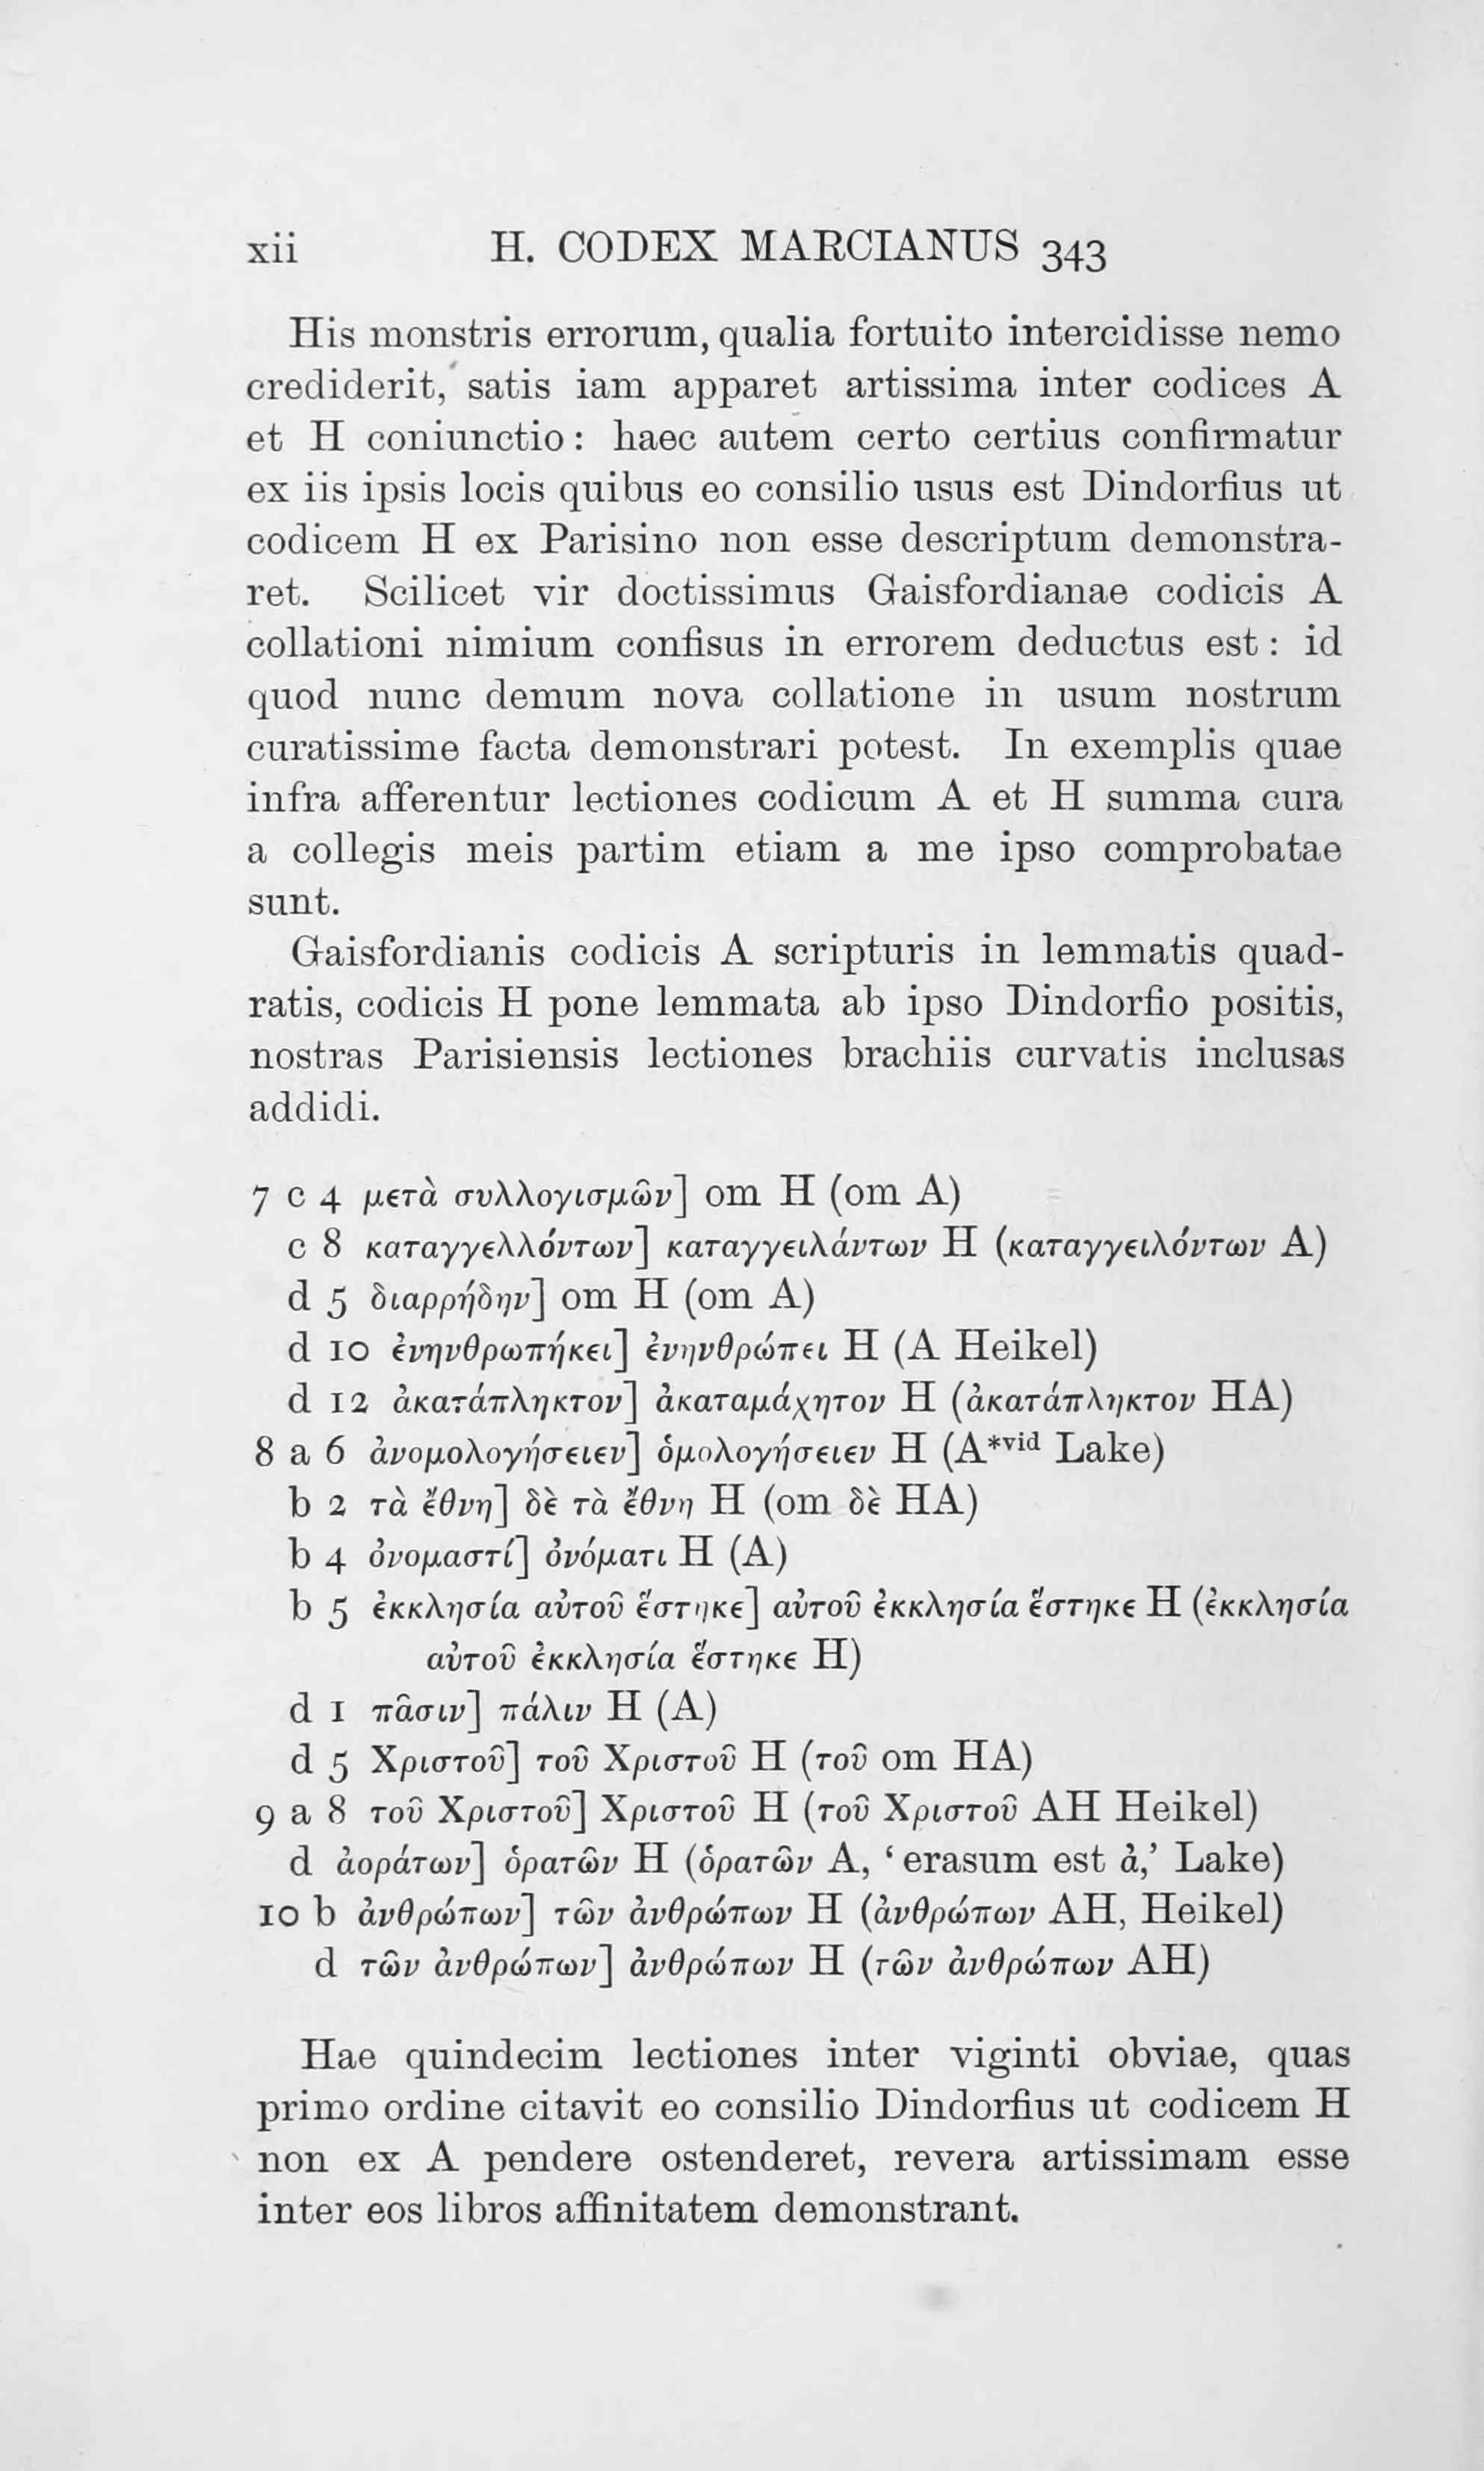 xii H. CODEX MARCIANUS 343
His monstris errorum, qualia fortuito intercidisse nemo
crediderit, satis iam apparet artissima inter codices A
et H coniunctio: haec autem certo certius confirmatur
ex iis ipsis locis quibus eo consilio usus est Dindorfius ut
codicem H ex Parisino non esse descriptum demonstra-
ret. Scilicet vir doctissimus Gaisfordianae codicis A
collationi nimium confisus in errorem deductus est: id
quod nunc demum nova collatione in usum nostrum
curatissime facta demonstrari potest. In exemplis quae
infra afferentur lectiones codicum A et H summa cura
a collegis meis partim etiam a me ipso comprobatae
sunt.
Gaisfordianis codicis A scripturis in lemmatis quad-
ratis, codicis H pone lemmata ab ipso Dindorfio positis,
nostras Parisiensis lectiones brachiis curvatis inclusas
addidi.
7 c 4 μετὰ συλλογισμῶν] om H (om A)
c 8 καταγγελλόντων] καταγγειλάντων H (καταγγειλόντων A)
d 5 διαρρήδην] om H (om A)
d 10 ἐνηνθρωπήκει] ἐνηνθρώπει H (A Heikel)
d 12 ἀκατάπληκτον] ἀκαταμάχητον H (ἀκατάπληκτον HA)
8 a 6 ἀνομολογήσειεν] ὁμολογήσειεν H (A*vid Lake)
b 2 τὰ ἔθνη] δὲ τὰ ἔθνη H (om δὲ HA)
b 4 ὀνομαστί] ὀνόματι H (A)
b 5 ἐκκλησία αὐτοῦ ἕστηκε] αὐτοῦ ἐκκλησία ἕστηκε H (ἐκκλησία
αὐτοῦ ἐκκλησία ἕστηκε H)
d 1 πᾶσιν] πάλιν H (A)
d 5 Χριστοῦ] τοῦ Χριστοῦ H (τοῦ om HA)
9 a 8 τοῦ Χριστοῦ] Χριστοῦ H (τοῦ Χριστοῦ AH Heikel)
d ἀοράτων] ὁρατῶν H (ὁρατῶν A, ‘erasum est ἀ,’ Lake)
10 b ἀνθρώπων] τῶν ἀνθρώπων H (ἀνθρώπων AH, Heikel)
d τῶν ἀνθρώπων] ἀνθρώπων H (τῶν ἀνθρώπων AH)
Hae quindecim lectiones inter viginti obviae, quas
primo ordine citavit eo consilio Dindorfius ut codicem H
non ex A pendere ostenderet, revera artissimam esse
inter eos libros affinitatem demonstrant.